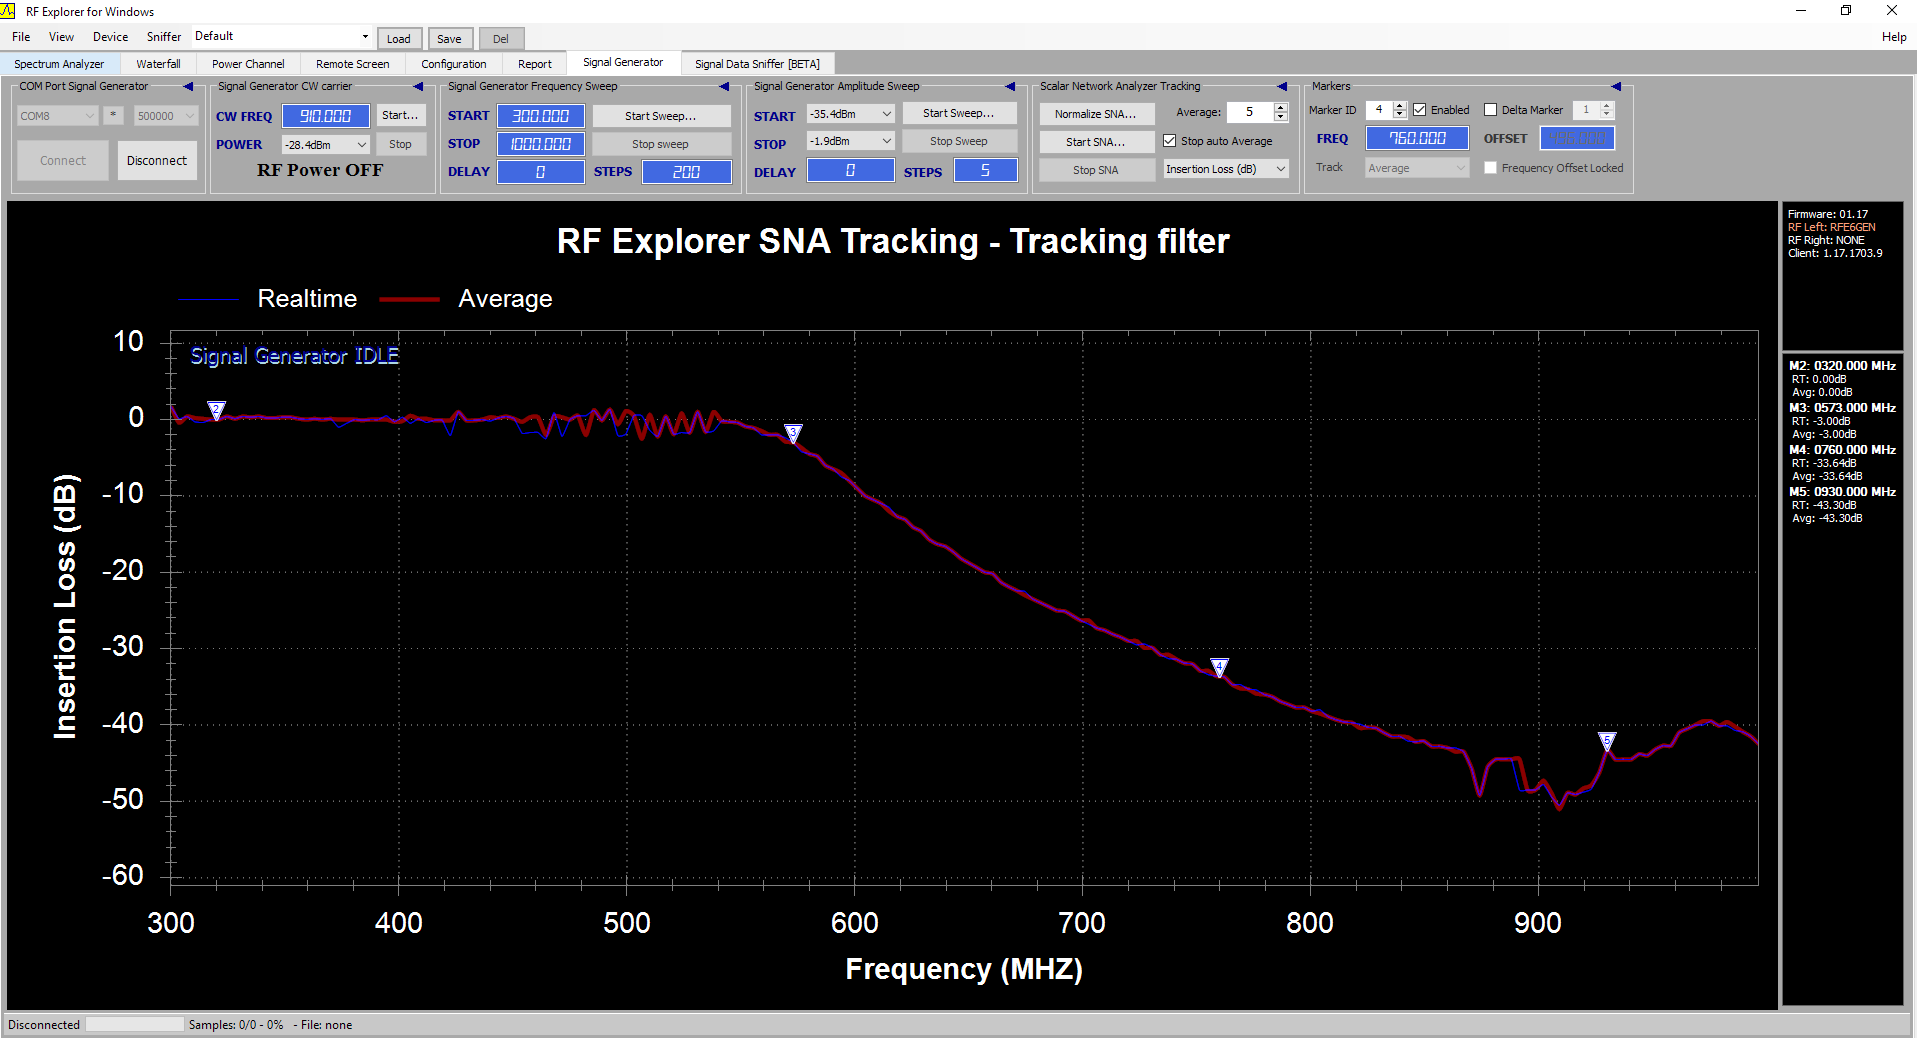 RF Explorer for Windows
File View Device Sniffer Default Load Save Del Help
Spectrum Analyzer Waterfall Power Channel Remote Screen Configuration Report Signal Generator Signal Data Sniffer [BETA]
COM Port Signal Generator
COM8 * 500000
Connect Disconnect
Signal Generator CW carrier
CW FREQ 910.000 Start...
POWER -28.4dBm Stop
RF Power OFF
Signal Generator Frequency Sweep
START 300.000 Start Sweep...
STOP 1000.000 Stop sweep
DELAY 0 STEPS 200
Signal Generator Amplitude Sweep
START -35.4dBm Start Sweep...
STOP -1.9dBm Stop Sweep
DELAY 0 STEPS 5
Scalar Network Analyzer Tracking
Normalize SNA... Average: 5
Start SNA... Stop auto Average
Stop SNA Insertion Loss (dB)
Markers
Marker ID 4 Enabled Delta Marker 1
FREQ 760.000 OFFSET
Track Average Frequency Offset Locked
RF Explorer SNA Tracking - Tracking filter
Realtime Average
Signal Generator IDLE
10
0
-10
-20
-30
-40
-50
-60
Insertion Loss (dB)
2
3
4
5
300 400 500 600 700 800 900
Frequency (MHZ)
Firmware: 01.17
RF Left: RFE6GEN
RF Right: NONE
Client: 1.17.1703.9
M2: 0320.000 MHz
RT: 0.00dB
Avg: 0.00dB
M3: 0573.000 MHz
RT: -3.00dB
Avg: -3.00dB
M4: 0760.000 MHz
RT: -33.64dB
Avg: -33.64dB
M5: 0930.000 MHz
RT: -43.30dB
Avg: -43.30dB
Disconnected Samples: 0/0 - 0% - File: none